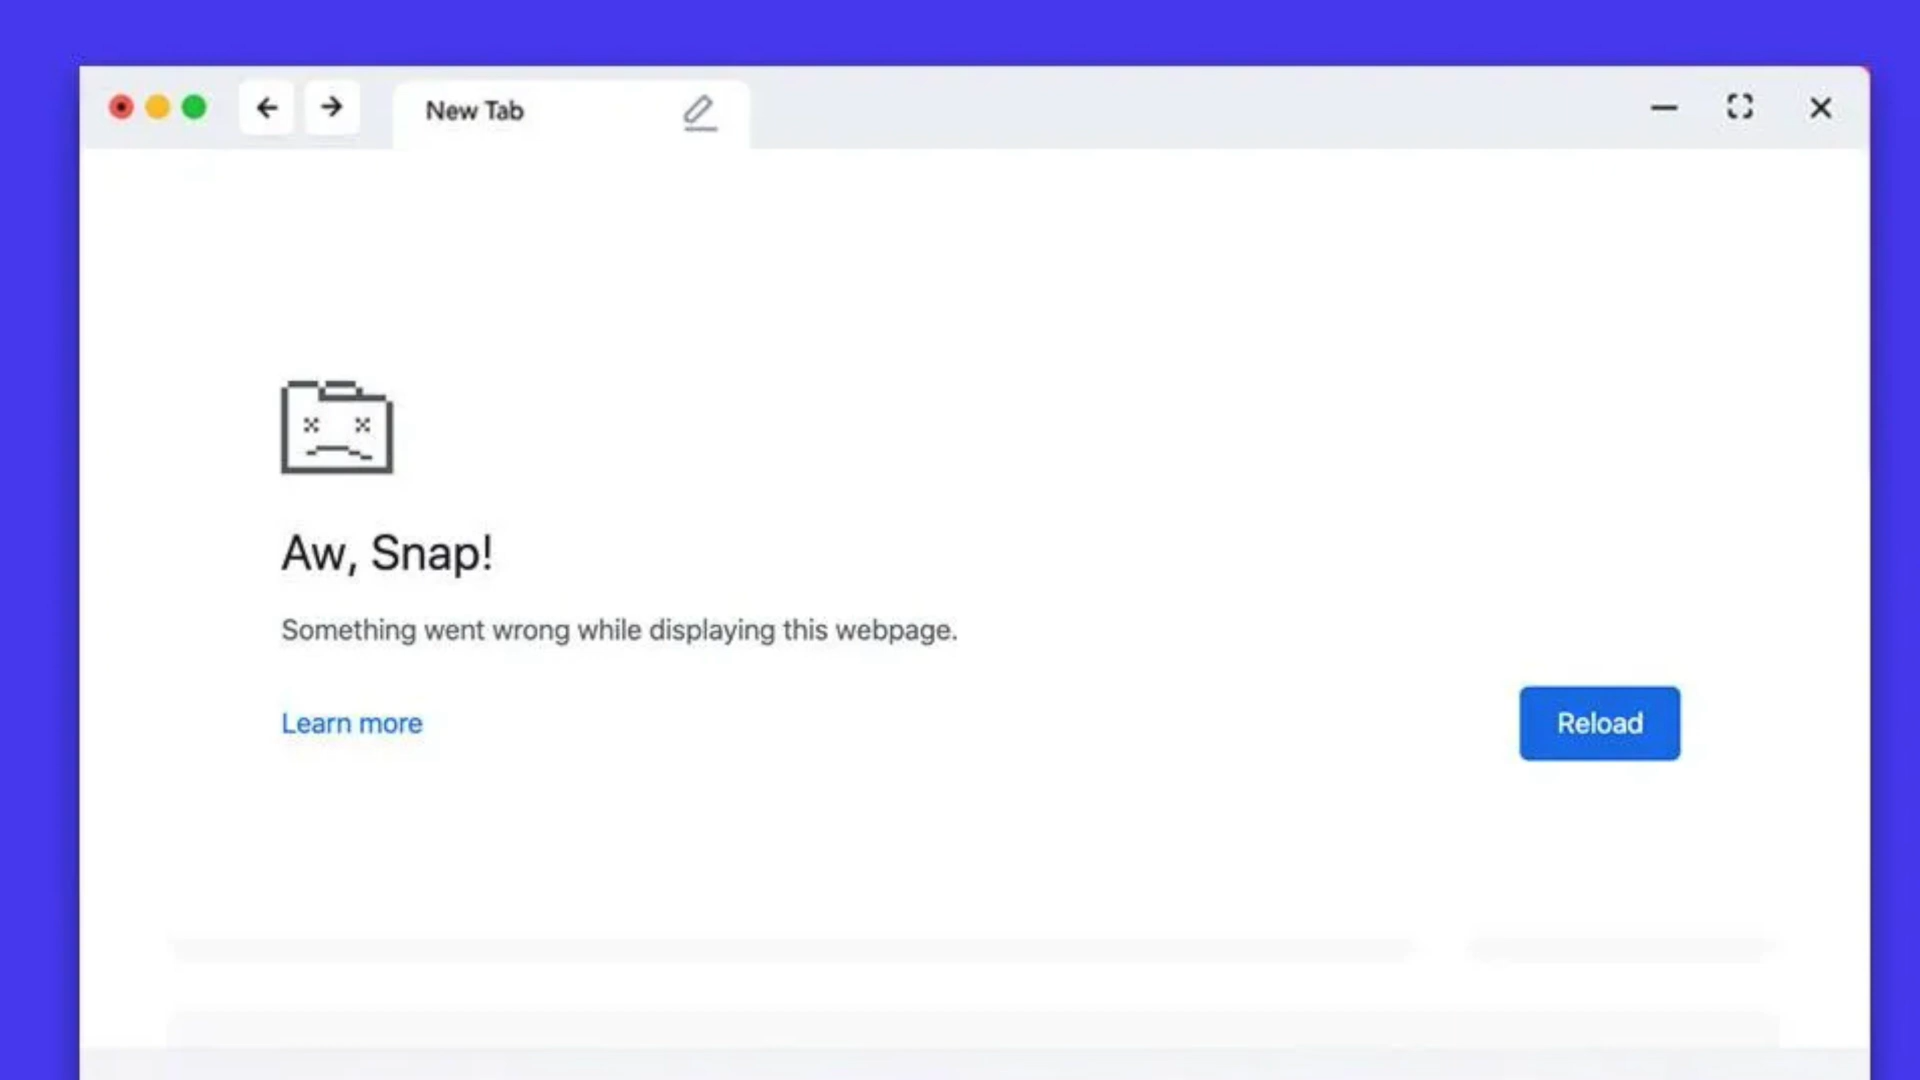 New Tab
Aw, Snap!
Something went wrong while displaying this webpage.
Learn more
Reload